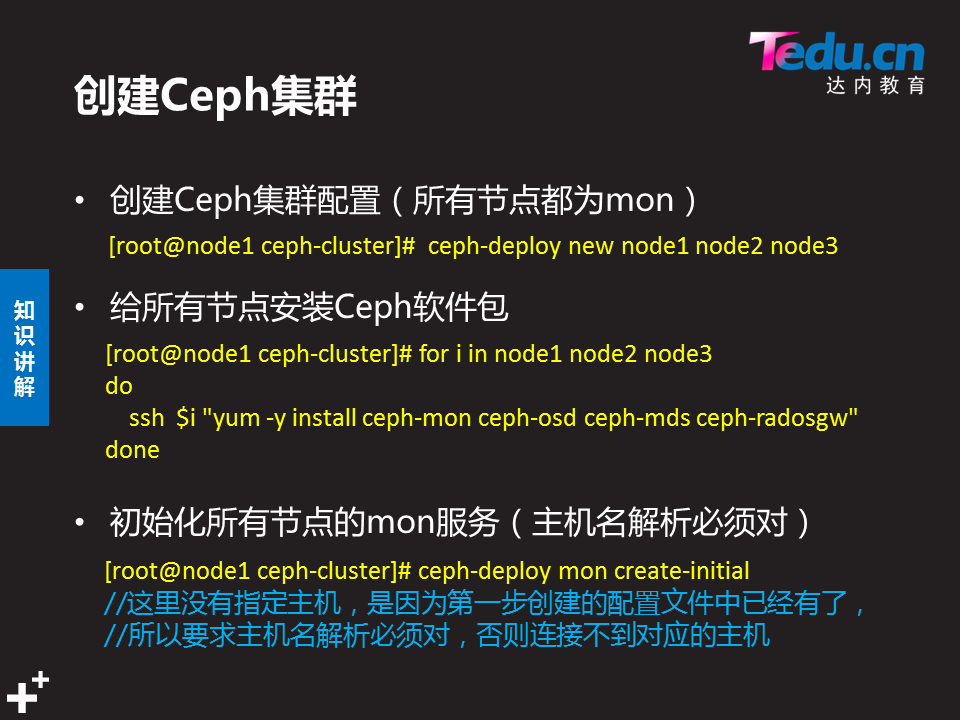 Tedu.cn
达内教育
创建Ceph集群
• 创建Ceph集群配置（所有节点都为mon）
[root@node1 ceph-cluster]#  ceph-deploy new node1 node2 node3
知识讲解
• 给所有节点安装Ceph软件包
[root@node1 ceph-cluster]# for i in node1 node2 node3
do
    ssh  $i "yum -y install ceph-mon ceph-osd ceph-mds ceph-radosgw"
done
• 初始化所有节点的mon服务（主机名解析必须对）
[root@node1 ceph-cluster]# ceph-deploy mon create-initial
//这里没有指定主机，是因为第一步创建的配置文件中已经有了，
//所以要求主机名解析必须对，否则连接不到对应的主机